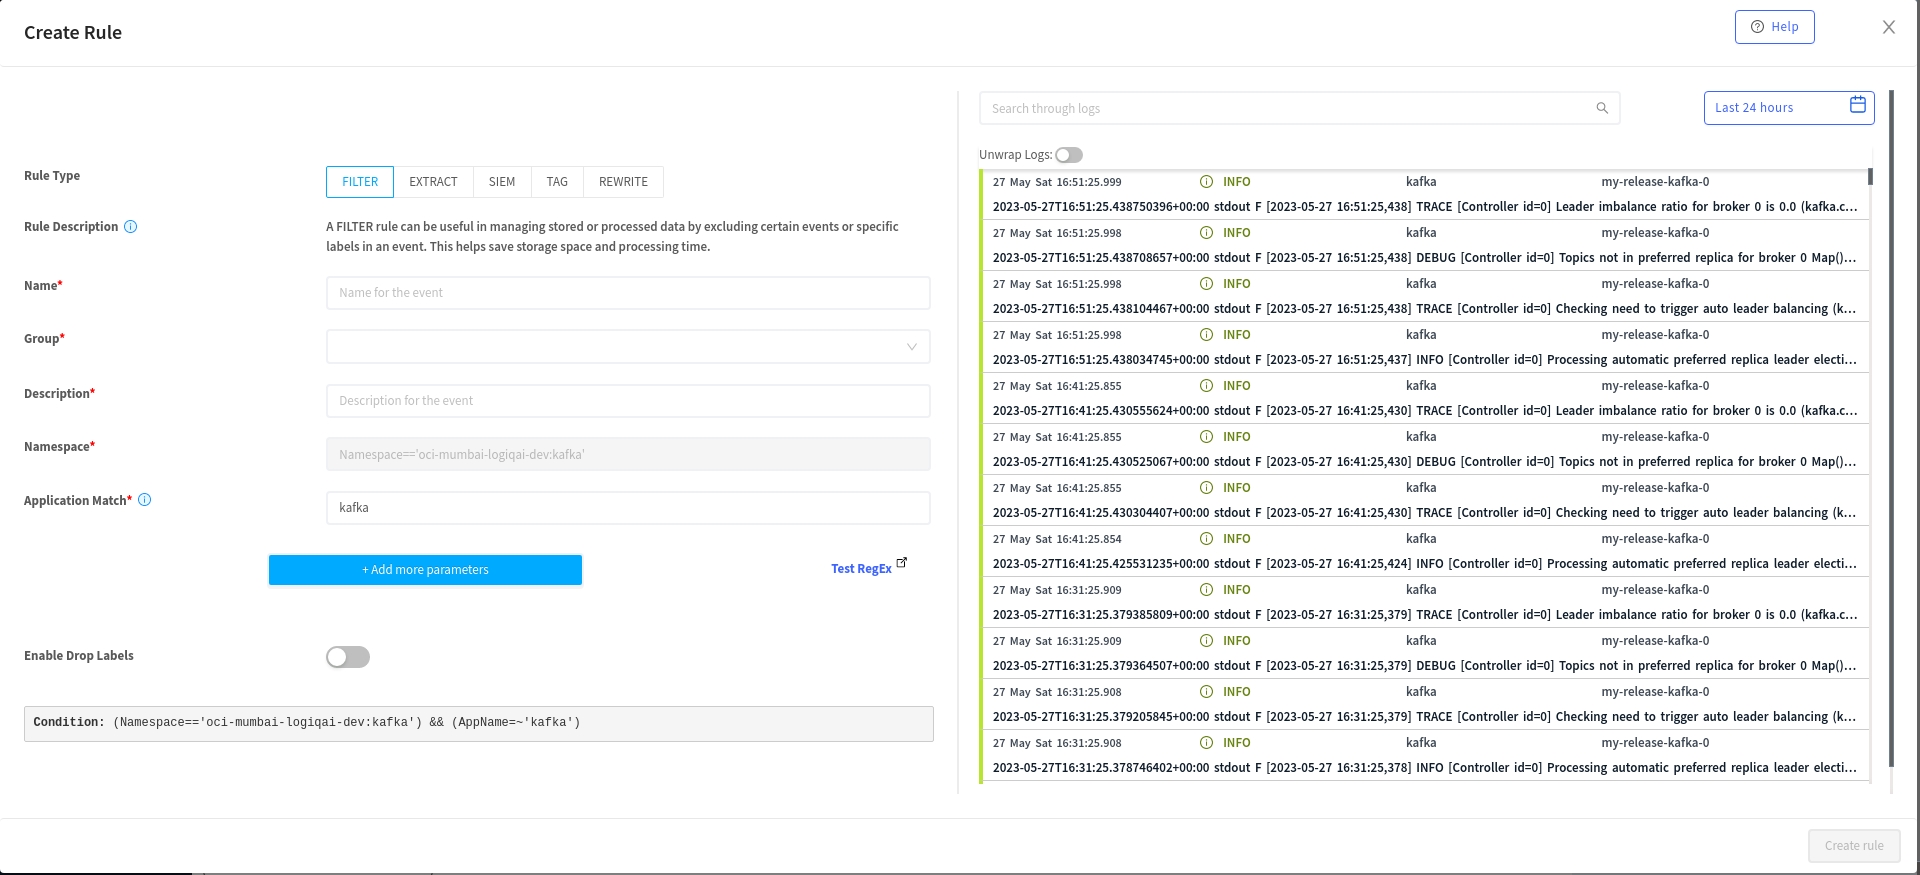 Create Rule
Help
Rule Type
FILTER EXTRACT SIEM TAG REWRITE
Rule Description
A FILTER rule can be useful in managing stored or processed data by excluding certain events or specific
labels in an event. This helps save storage space and processing time.
Name*
Name for the event
Group*
Description*
Description for the event
Namespace*
Namespace=='oci-mumbai-logiqai-dev:kafka'
Application Match*
kafka
+ Add more parameters
Test RegEx
Enable Drop Labels
Condition: (Namespace=='oci-mumbai-logiqai-dev:kafka') && (AppName=~'kafka')
Search through logs
Last 24 hours
Unwrap Logs:
27 May Sat 16:51:25.999 INFO kafka my-release-kafka-0
2023-05-27T16:51:25.438750396+00:00 stdout F [2023-05-27 16:51:25,438] TRACE [Controller id=0] Leader imbalance ratio for broker 0 is 0.0 (kafka.c...
27 May Sat 16:51:25.998 INFO kafka my-release-kafka-0
2023-05-27T16:51:25.438708657+00:00 stdout F [2023-05-27 16:51:25,438] DEBUG [Controller id=0] Topics not in preferred replica for broker 0 Map()...
27 May Sat 16:51:25.998 INFO kafka my-release-kafka-0
2023-05-27T16:51:25.438104467+00:00 stdout F [2023-05-27 16:51:25,438] TRACE [Controller id=0] Checking need to trigger auto leader balancing (k...
27 May Sat 16:51:25.998 INFO kafka my-release-kafka-0
2023-05-27T16:51:25.438034745+00:00 stdout F [2023-05-27 16:51:25,437] INFO [Controller id=0] Processing automatic preferred replica leader electi...
27 May Sat 16:41:25.855 INFO kafka my-release-kafka-0
2023-05-27T16:41:25.430555624+00:00 stdout F [2023-05-27 16:41:25,430] TRACE [Controller id=0] Leader imbalance ratio for broker 0 is 0.0 (kafka.c...
27 May Sat 16:41:25.855 INFO kafka my-release-kafka-0
2023-05-27T16:41:25.430525067+00:00 stdout F [2023-05-27 16:41:25,430] DEBUG [Controller id=0] Topics not in preferred replica for broker 0 Map()...
27 May Sat 16:41:25.855 INFO kafka my-release-kafka-0
2023-05-27T16:41:25.430304407+00:00 stdout F [2023-05-27 16:41:25,430] TRACE [Controller id=0] Checking need to trigger auto leader balancing (k...
27 May Sat 16:41:25.854 INFO kafka my-release-kafka-0
2023-05-27T16:41:25.425531235+00:00 stdout F [2023-05-27 16:41:25,424] INFO [Controller id=0] Processing automatic preferred replica leader electi...
27 May Sat 16:31:25.909 INFO kafka my-release-kafka-0
2023-05-27T16:31:25.379385809+00:00 stdout F [2023-05-27 16:31:25,379] TRACE [Controller id=0] Leader imbalance ratio for broker 0 is 0.0 (kafka.c...
27 May Sat 16:31:25.909 INFO kafka my-release-kafka-0
2023-05-27T16:31:25.379364507+00:00 stdout F [2023-05-27 16:31:25,379] DEBUG [Controller id=0] Topics not in preferred replica for broker 0 Map()...
27 May Sat 16:31:25.908 INFO kafka my-release-kafka-0
2023-05-27T16:31:25.379205845+00:00 stdout F [2023-05-27 16:31:25,379] TRACE [Controller id=0] Checking need to trigger auto leader balancing (k...
27 May Sat 16:31:25.908 INFO kafka my-release-kafka-0
2023-05-27T16:31:25.378746402+00:00 stdout F [2023-05-27 16:31:25,378] INFO [Controller id=0] Processing automatic preferred replica leader electi...
Create rule